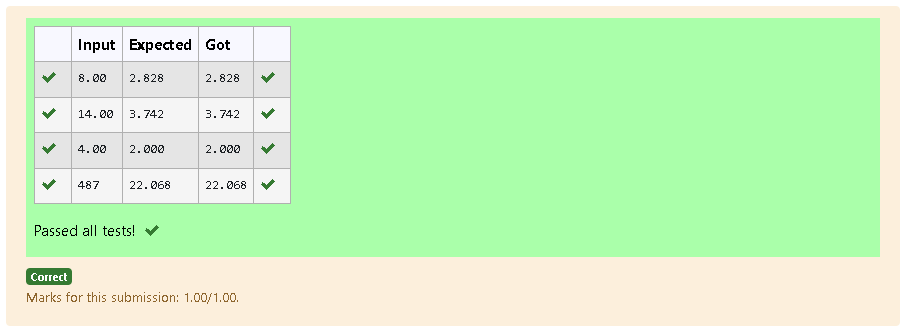 Input Expected Got
8.00 2.828 2.828
14.00 3.742 3.742
4.00 2.000 2.000
487 22.068 22.068
Passed all tests!
Correct
Marks for this submission: 1.00/1.00.